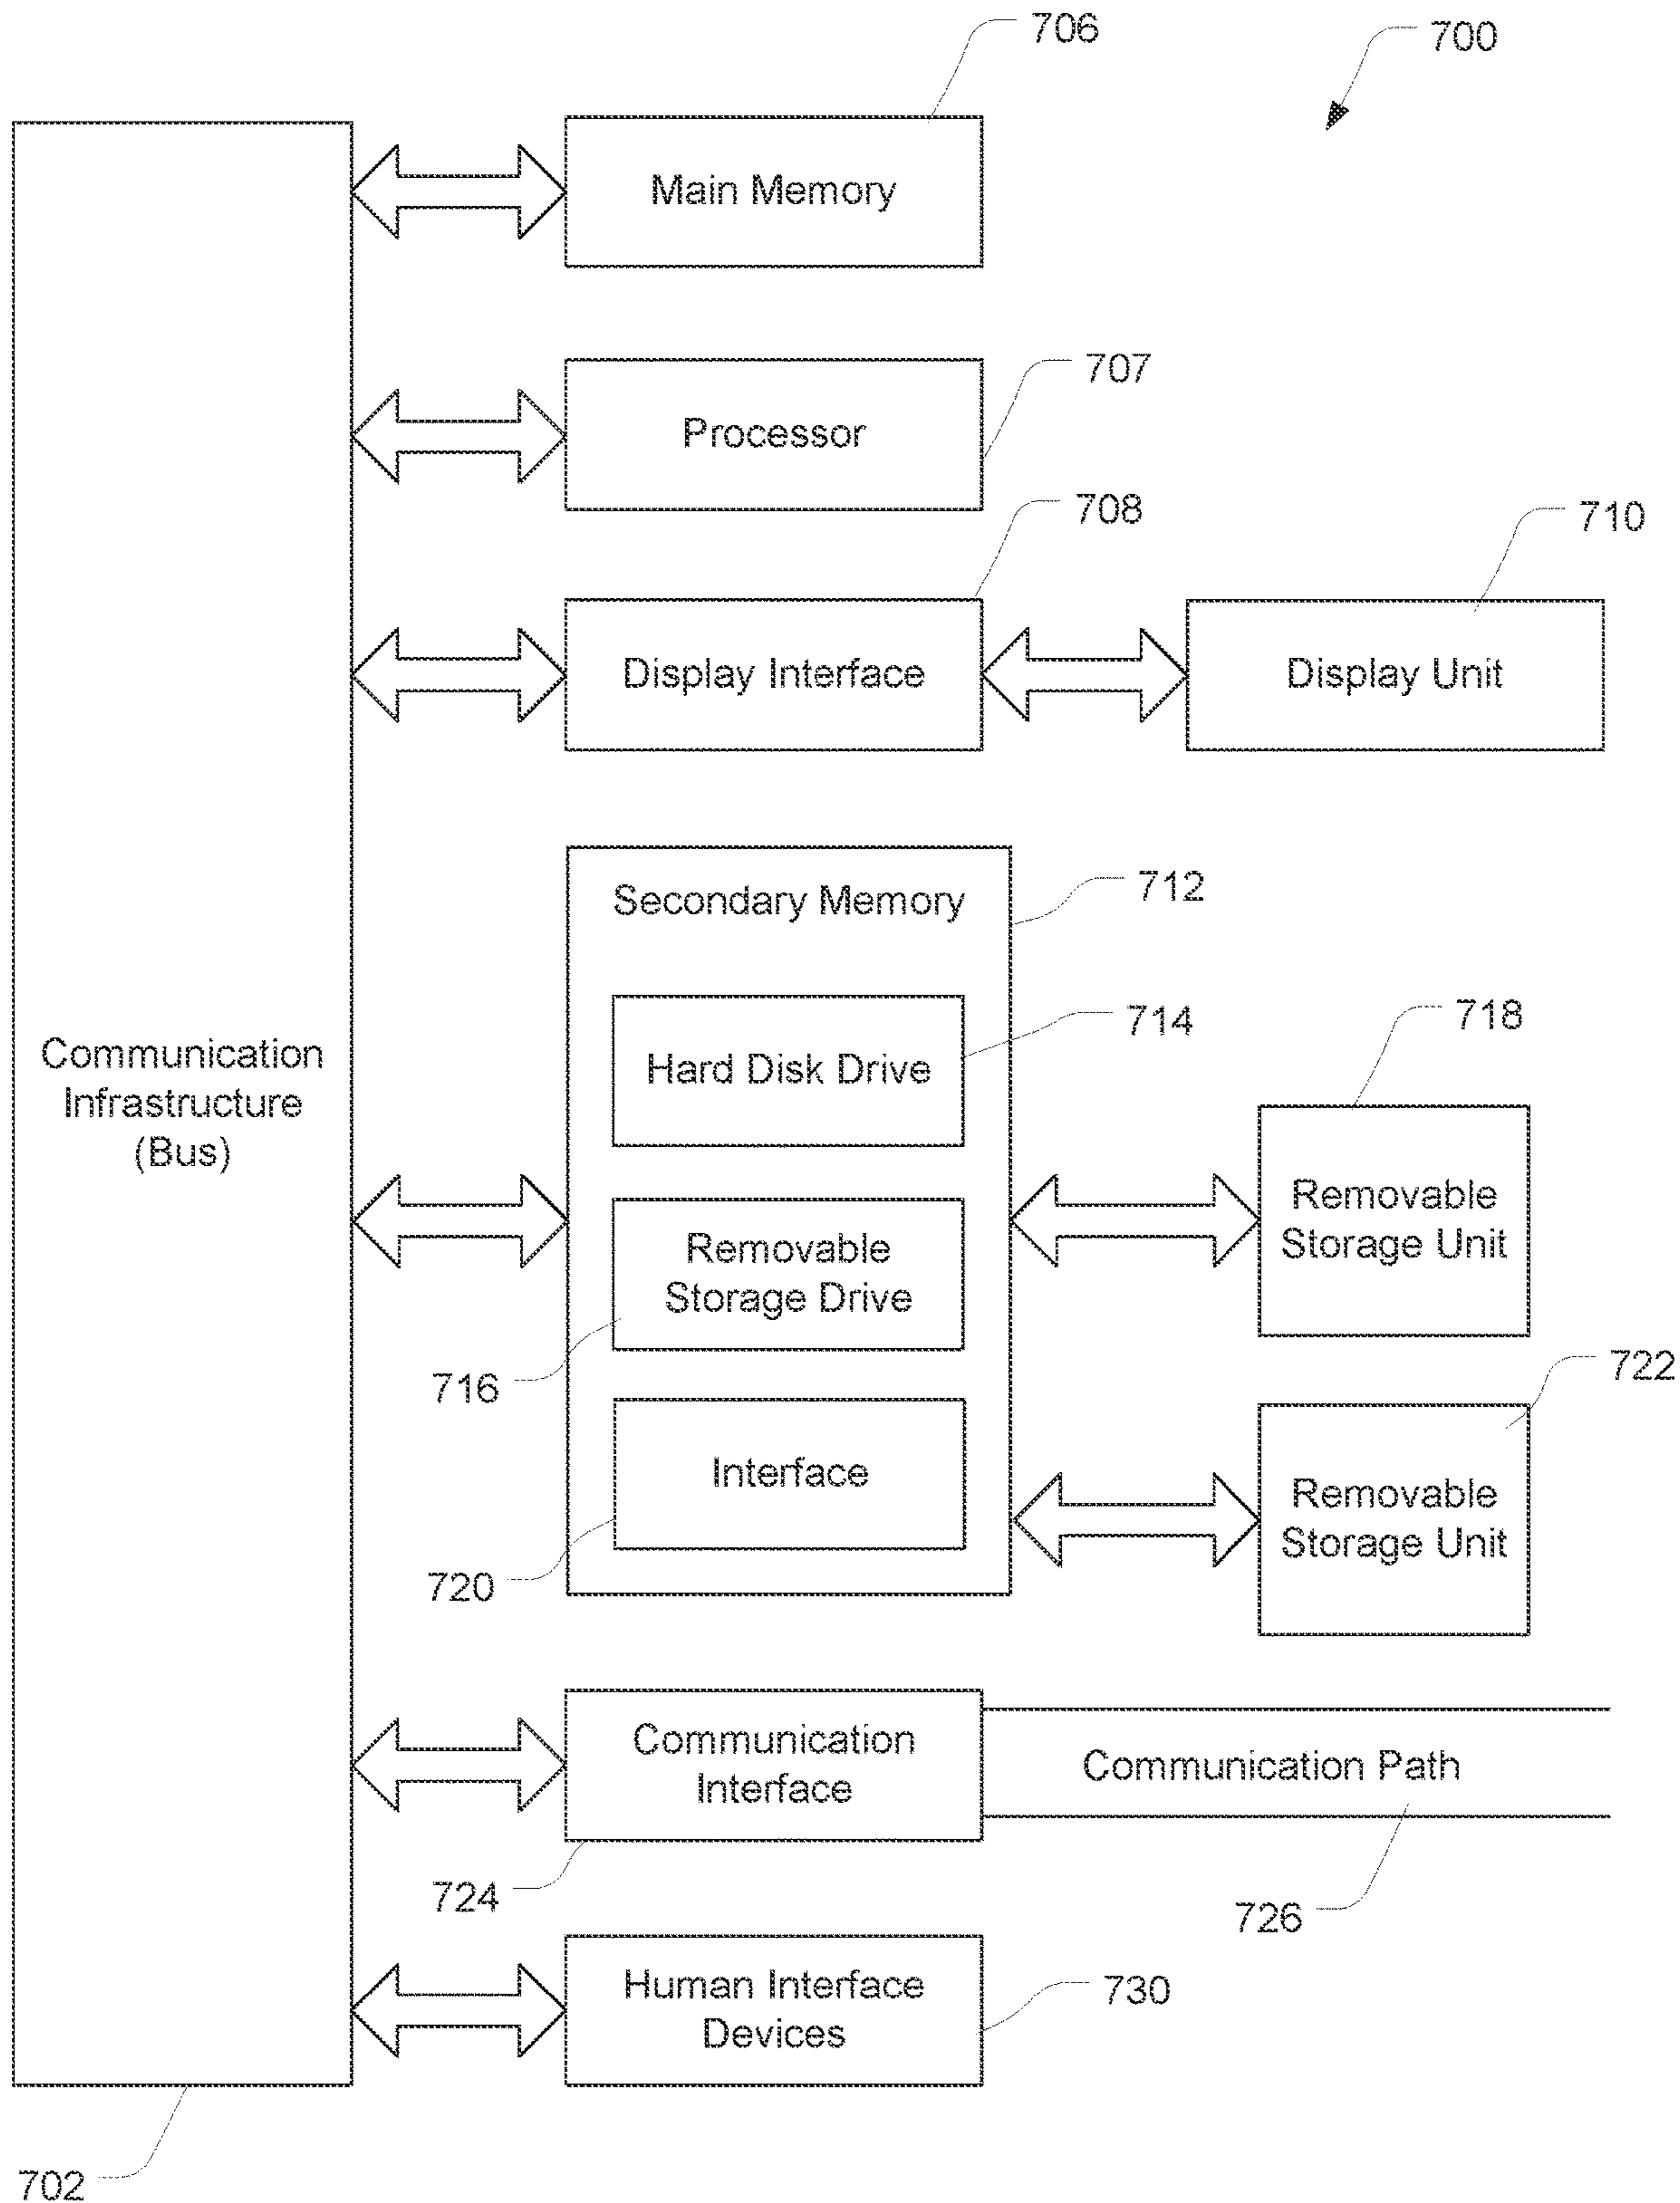 706
700
Main Memory
707
Processor
708
710
Display Interface
Display Unit
712
Secondary Memory
714
718
Hard Disk Drive
Communication
Infrastructure
(Bus)
Removable
Storage Drive
Removable
Storage Unit
716
722
Interface
Removable
Storage Unit
720
Communication
Interface
Communication Path
724
726
Human Interface
Devices
730
702